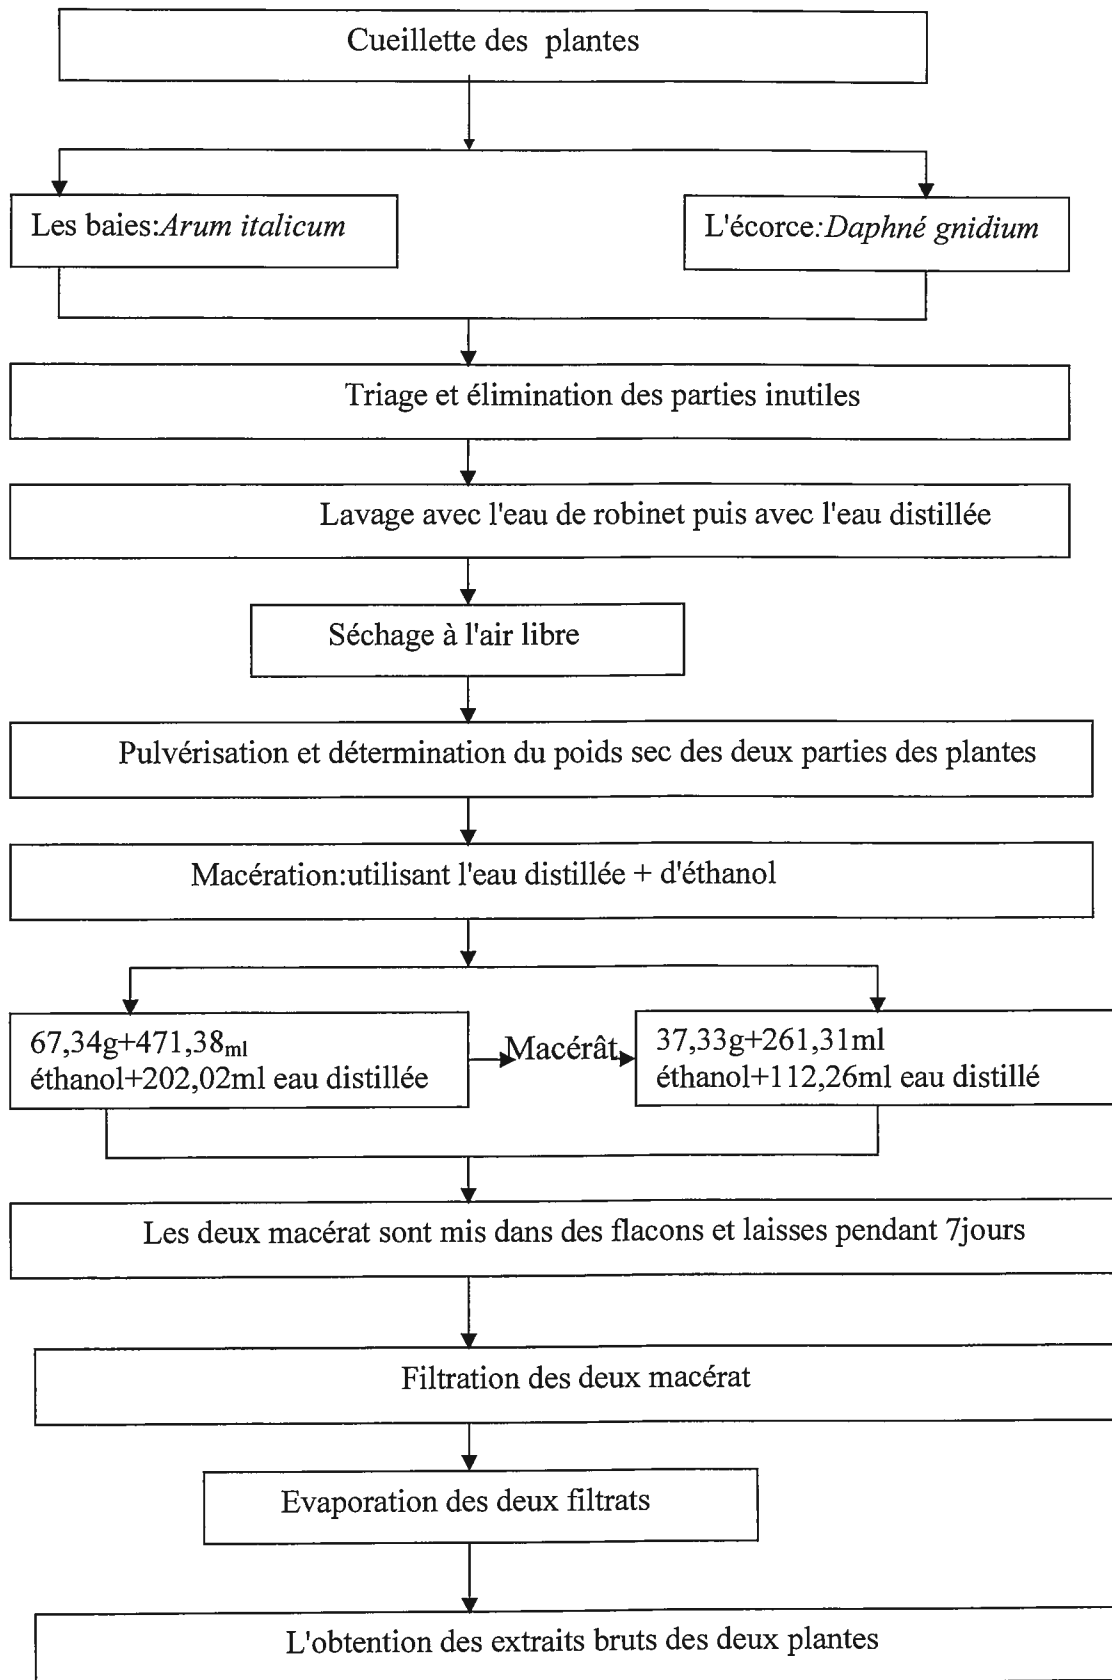 Cueillette des plantes
Les baies:Arum italicum
L'écorce:Daphné gnidium
Triage et élimination des parties inutiles
Lavage avec l'eau de robinet puis avec l'eau distillée
Séchage à l'air libre
Pulvérisation et détermination du poids sec des deux parties des plantes
Macération:utilisant l'eau distillée + d'éthanol
67,34g+471,38ml
éthanol+202,02ml eau distillée
Macérât
37,33g+261,31ml
éthanol+112,26ml eau distillé
Les deux macérat sont mis dans des flacons et laisses pendant 7jours
Filtration des deux macérat
Evaporation des deux filtrats
L'obtention des extraits bruts des deux plantes